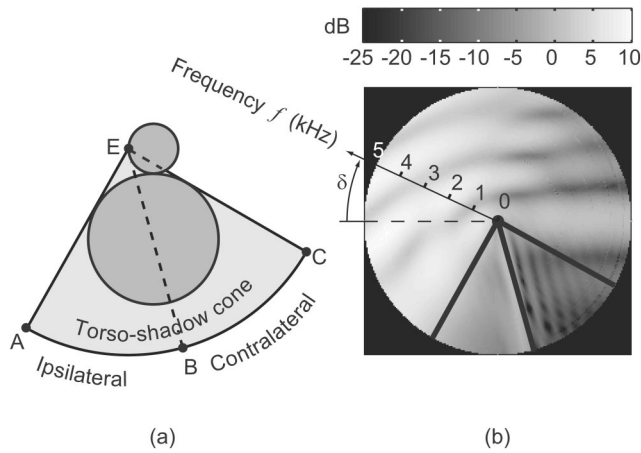 dB
-25 -20 -15 -10 -5 0 5 10
Frequency f (kHz)
5 4 3 2 1 0
δ
E
C
A
B
Torso-shadow cone
Ipsilateral
Contralateral
(a)
(b)